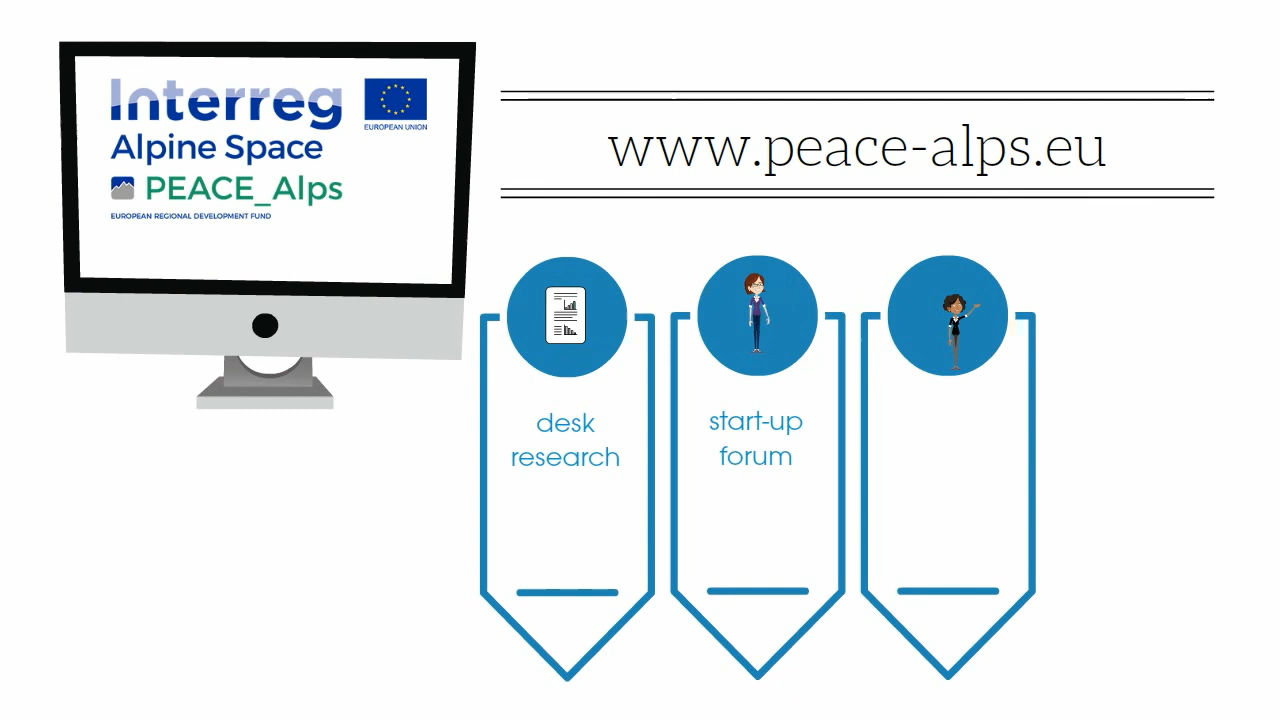 Interreg
EUROPEAN UNION
Alpine Space
PEACE_Alps
EUROPEAN REGIONAL DEVELOPMENT FUND
www.peace-alps.eu
desk
research
start-up
forum